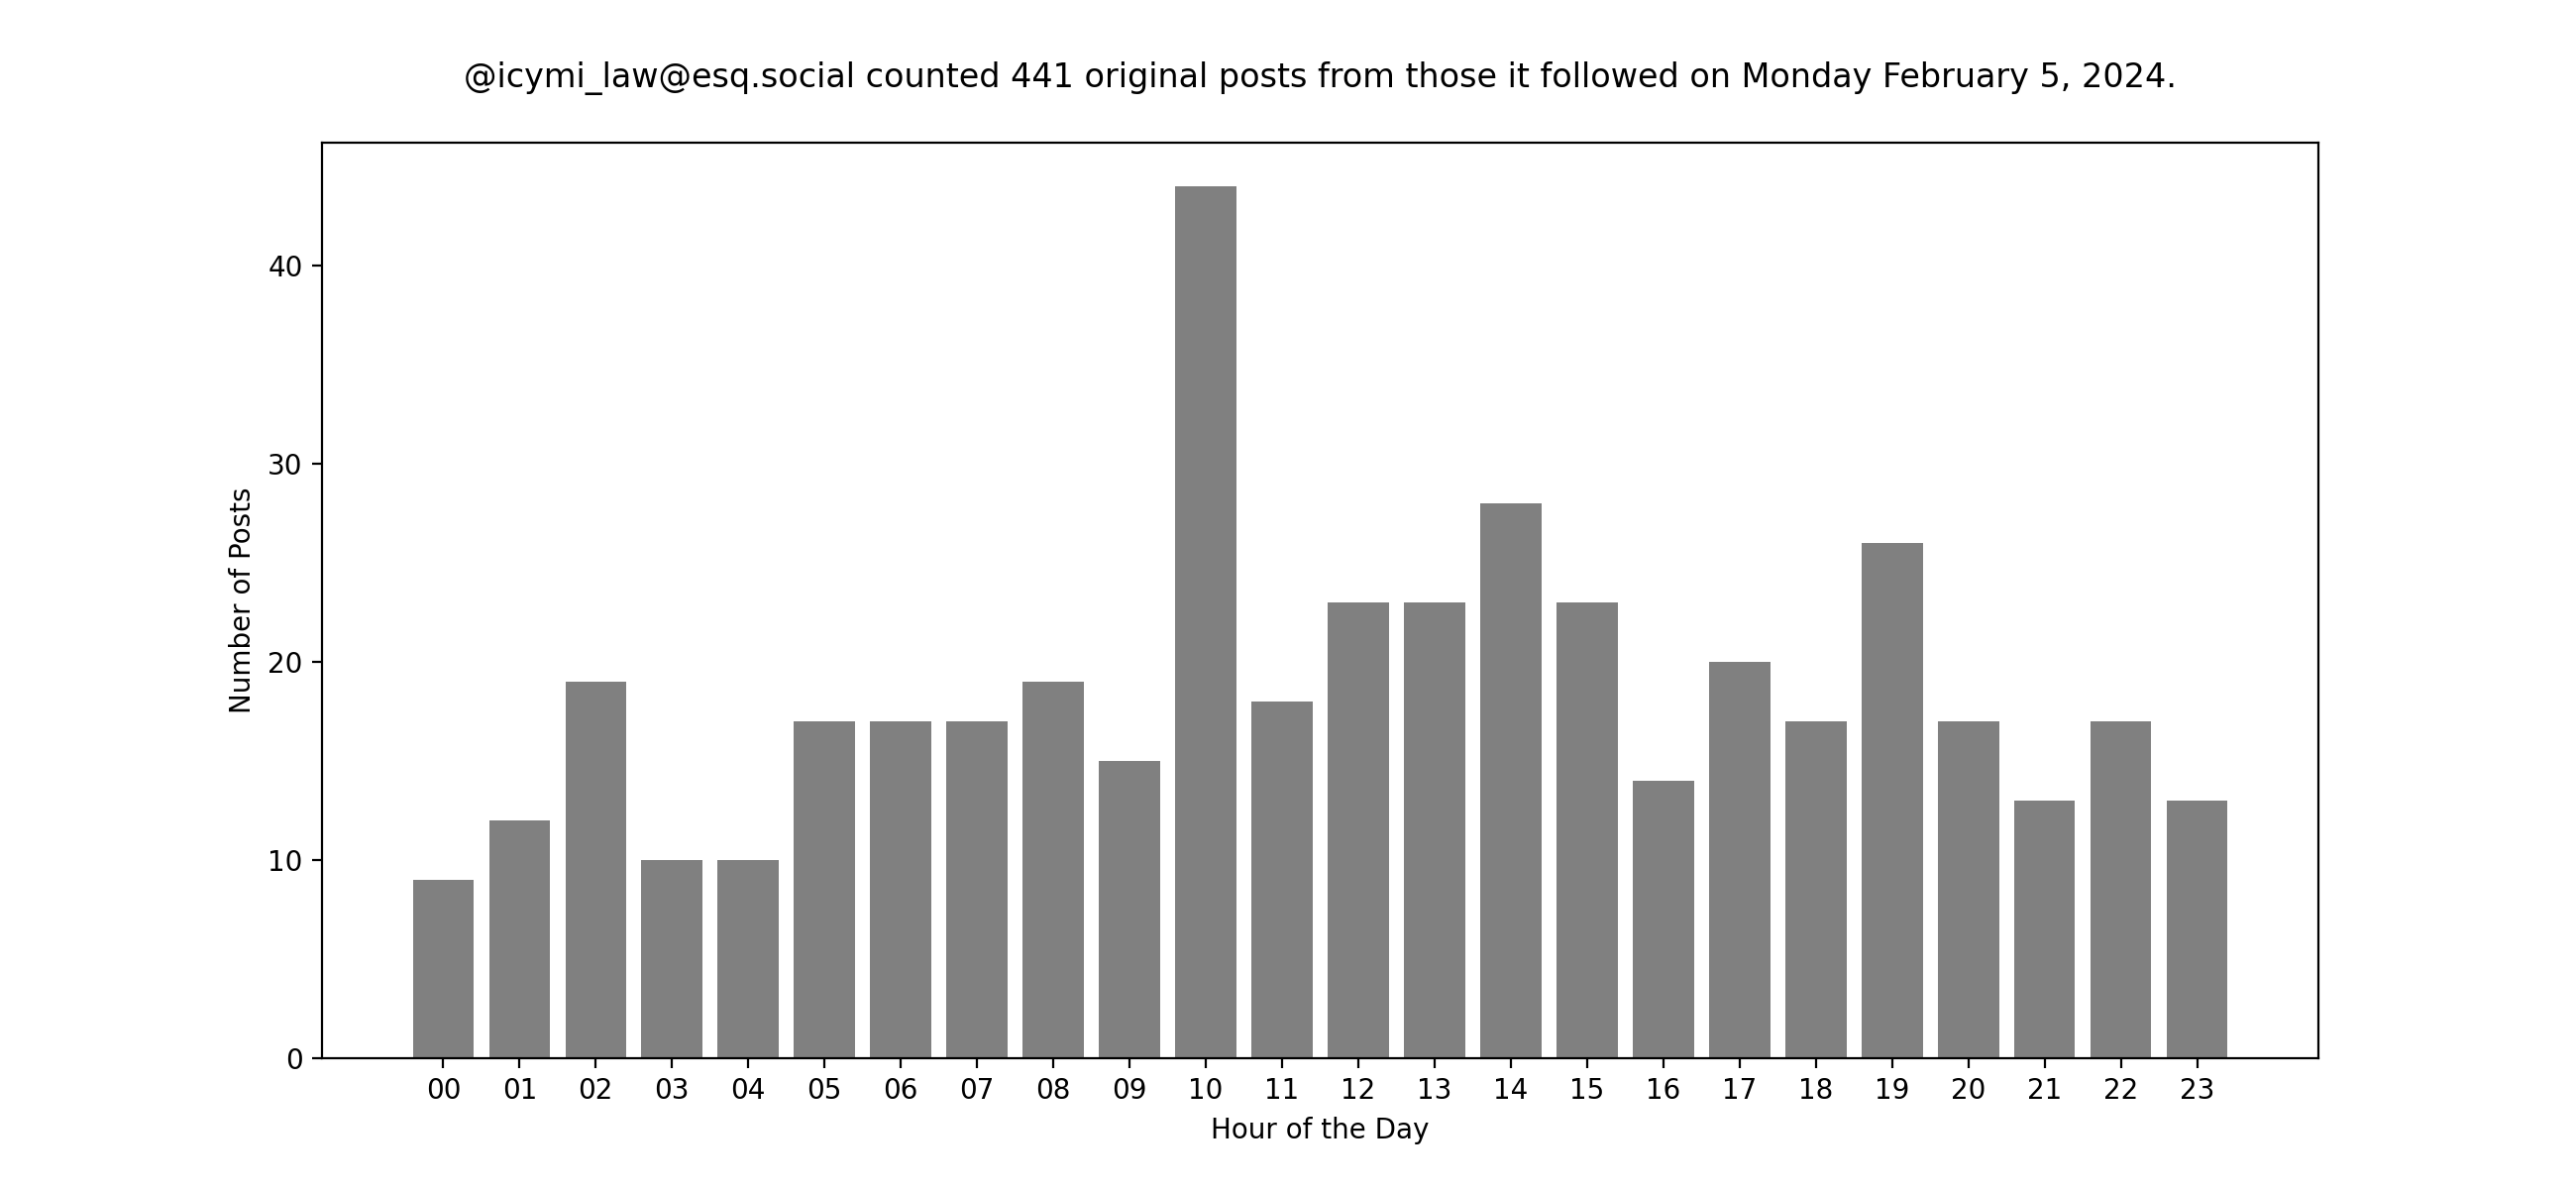 @icymi_law@esq.social counted 441 original posts from those it followed on Monday February 5, 2024.
40
30
20
10
0
Number of Posts
00 01 02 03 04 05 06 07 08 09 10 11 12 13 14 15 16 17 18 19 20 21 22 23
Hour of the Day